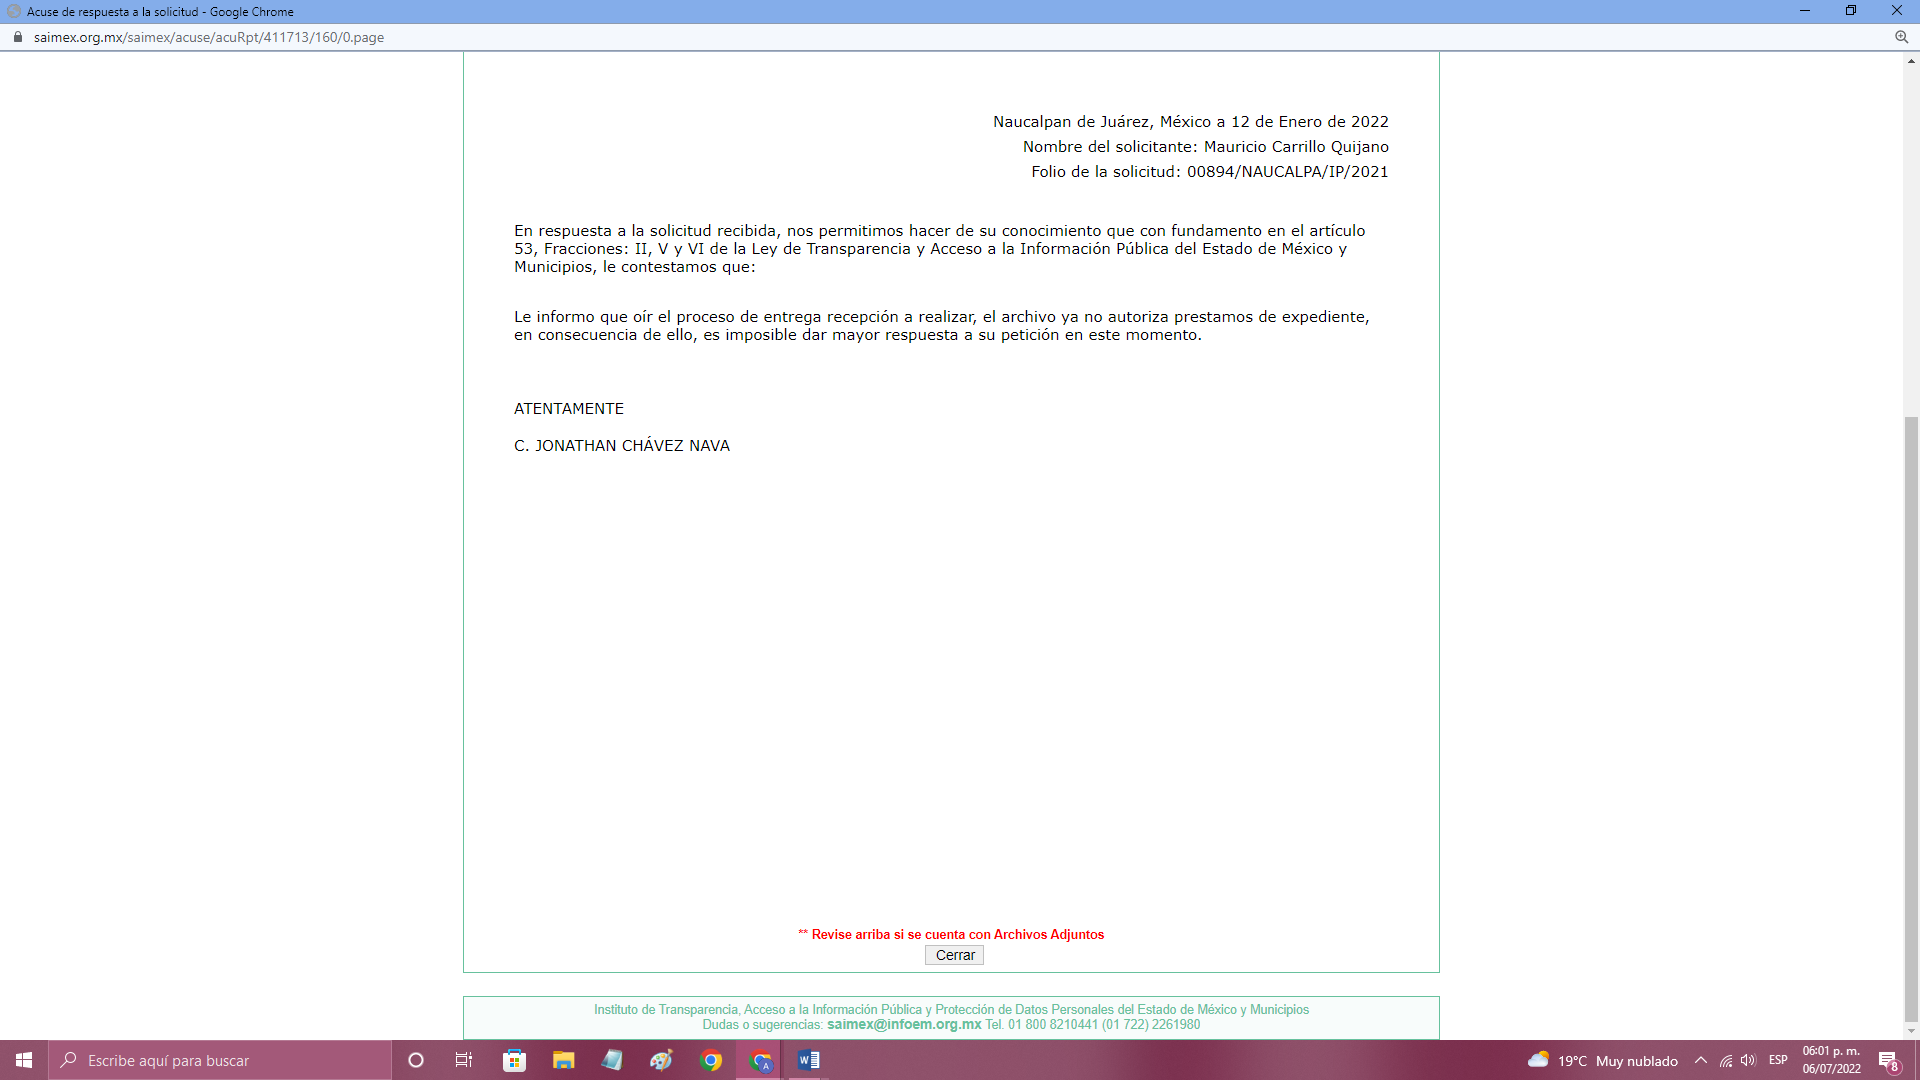 Acuse de respuesta a la solicitud - Google Chrome
saimex.org.mx/saimex/acuse/acuRpt/411713/160/0.page
Naucalpan de Juárez, México a 12 de Enero de 2022
Nombre del solicitante: Mauricio Carrillo Quijano
Folio de la solicitud: 00894/NAUCALPA/IP/2021
En respuesta a la solicitud recibida, nos permitimos hacer de su conocimiento que con fundamento en el artículo
53, Fracciones: II, V y VI de la Ley de Transparencia y Acceso a la Información Pública del Estado de México y
Municipios, le contestamos que:
Le informo que oír el proceso de entrega recepción a realizar, el archivo ya no autoriza prestamos de expediente,
en consecuencia de ello, es imposible dar mayor respuesta a su petición en este momento.
ATENTAMENTE
C. JONATHAN CHÁVEZ NAVA
** Revise arriba si se cuenta con Archivos Adjuntos
Cerrar
Instituto de Transparencia, Acceso a la Información Pública y Protección de Datos Personales del Estado de México y Municipios
Dudas o sugerencias: saimex@infoem.org.mx Tel. 01 800 8210441 (01 722) 2261980
Escribe aquí para buscar
A
W
19°C Muy nublado
ESP
06:01 p. m.
06/07/2022
8